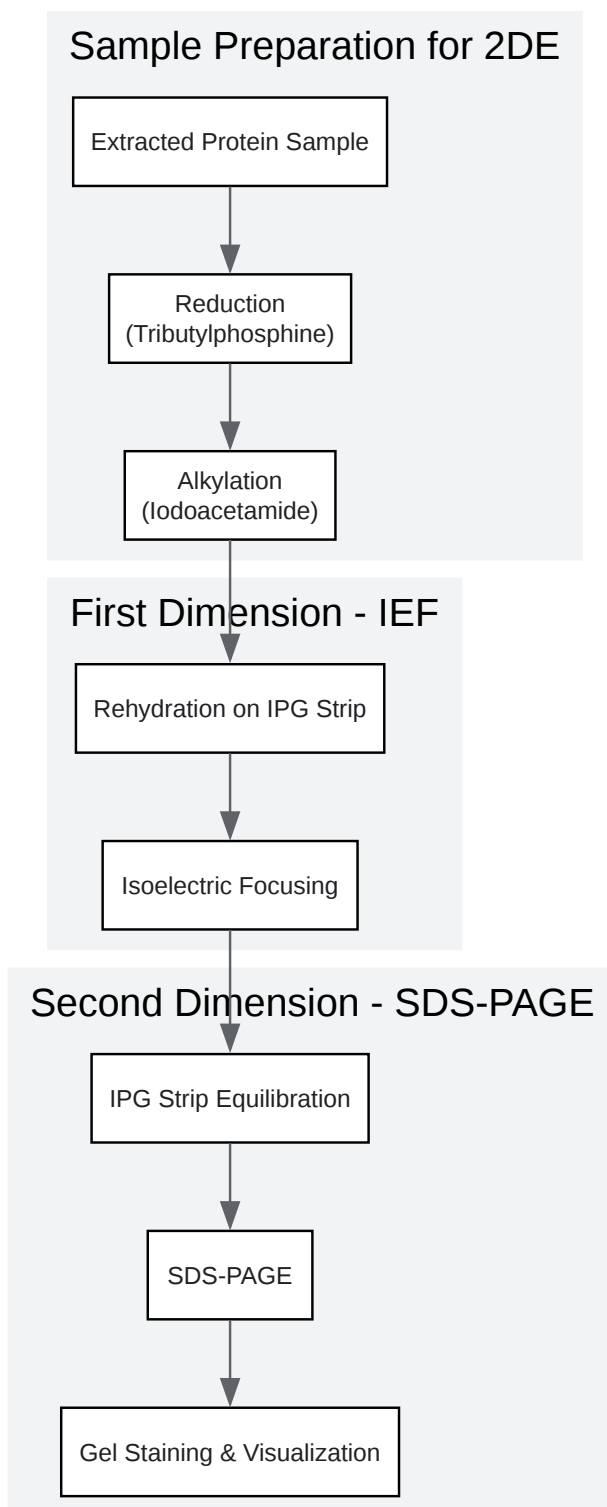 Sample Preparation for 2DE
Extracted Protein Sample
Reduction
(Tributylphosphine)
Alkylation
(Iodoacetamide)
First Dimension - IEF
Rehydration on IPG Strip
Isoelectric Focusing
Second Dimension - SDS-PAGE
IPG Strip Equilibration
SDS-PAGE
Gel Staining & Visualization